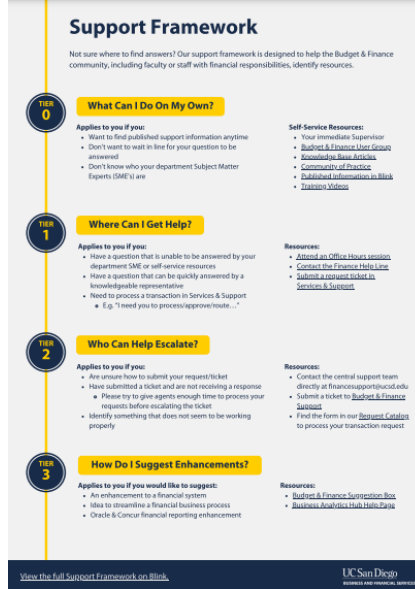 Support Framework
Not sure where to find answers? Our support framework is designed to help the Budget & Finance
community, including faculty or staff with financial responsibilities, identify resources.
TIER
0
What Can I Do On My Own?
Applies to you if you:
• Want to find published support information anytime
• Don't want to wait in line for your question to be
answered
• Don't know who your department Subject Matter
Experts (SME's) are
Self-Service Resources:
• Your immediate Supervisor
• Budget & Finance User Group
• Knowledge Base Articles
• Community of Practice
• Published Information in Blink
• Training Videos
TIER
1
Where Can I Get Help?
Applies to you if you:
• Have a question that is unable to be answered by your
department SME or self-service resources
• Have a question that can be quickly answered by a
knowledgeable representative
• Need to process a transaction in Services & Support
E.g. "I need you to process/approve/route..."
Resources:
• Attend an Office Hours session
• Contact the Finance Help Line
• Submit a request ticket in
Services & Support
TIER
2
Who Can Help Escalate?
Applies to you if you:
• Are unsure how to submit your request/ticket
• Have submitted a ticket and are not receiving a response
Please try to give agents enough time to process your
requests before escalating the ticket
• Identify something that does not seem to be working
properly
Resources:
• Contact the central support team
directly at financesupport@ucsd.edu
• Submit a ticket to Budget & Finance
Support
• Find the form in our Request Catalog
to process your transaction request
TIER
3
How Do I Suggest Enhancements?
Applies to you if you would like to suggest:
• An enhancement to a financial system
• Idea to streamline a financial business process
• Oracle & Concur financial reporting enhancement
Resources:
• Budget & Finance Suggestion Box
• Business Analytics Hub Help Page
View the full Support Framework on Blink.
UC San Diego
BUSINESS AND FINANCIAL SERVICES